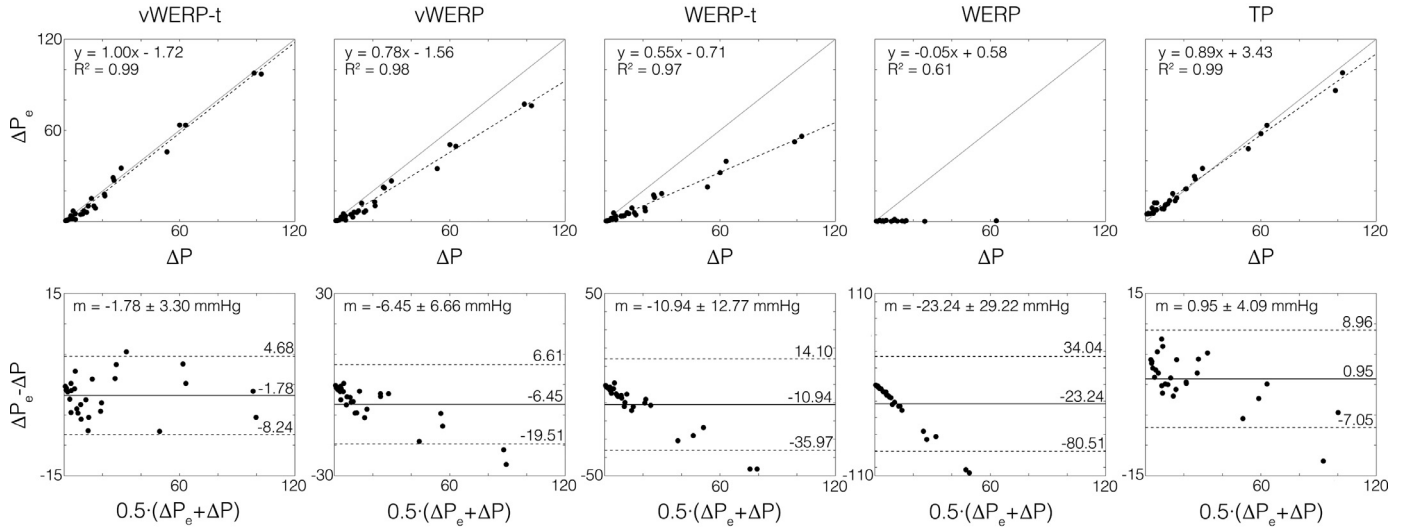 vWERP-t vWERP WERP-t WERP TP
120
y = 1.00x - 1.72
R² = 0.99
60
ΔPₑ
60 120
ΔP
y = 0.78x - 1.56
R² = 0.98
60 120
ΔP
y = 0.55x - 0.71
R² = 0.97
60 120
ΔP
y = -0.05x + 0.58
R² = 0.61
60 120
ΔP
y = 0.89x + 3.43
R² = 0.99
60 120
ΔP
15
m = -1.78 ± 3.30 mmHg
4.68
-1.78
-8.24
ΔPₑ-ΔP
-15
60 120
0.5·(ΔPₑ+ΔP)
30
m = -6.45 ± 6.66 mmHg
6.61
-6.45
-19.51
-30
60 120
0.5·(ΔPₑ+ΔP)
50
m = -10.94 ± 12.77 mmHg
14.10
-10.94
-35.97
-50
60 120
0.5·(ΔPₑ+ΔP)
110
m = -23.24 ± 29.22 mmHg
34.04
-23.24
-80.51
-110
60 120
0.5·(ΔPₑ+ΔP)
15
m = 0.95 ± 4.09 mmHg
8.96
0.95
-7.05
-15
60 120
0.5·(ΔPₑ+ΔP)